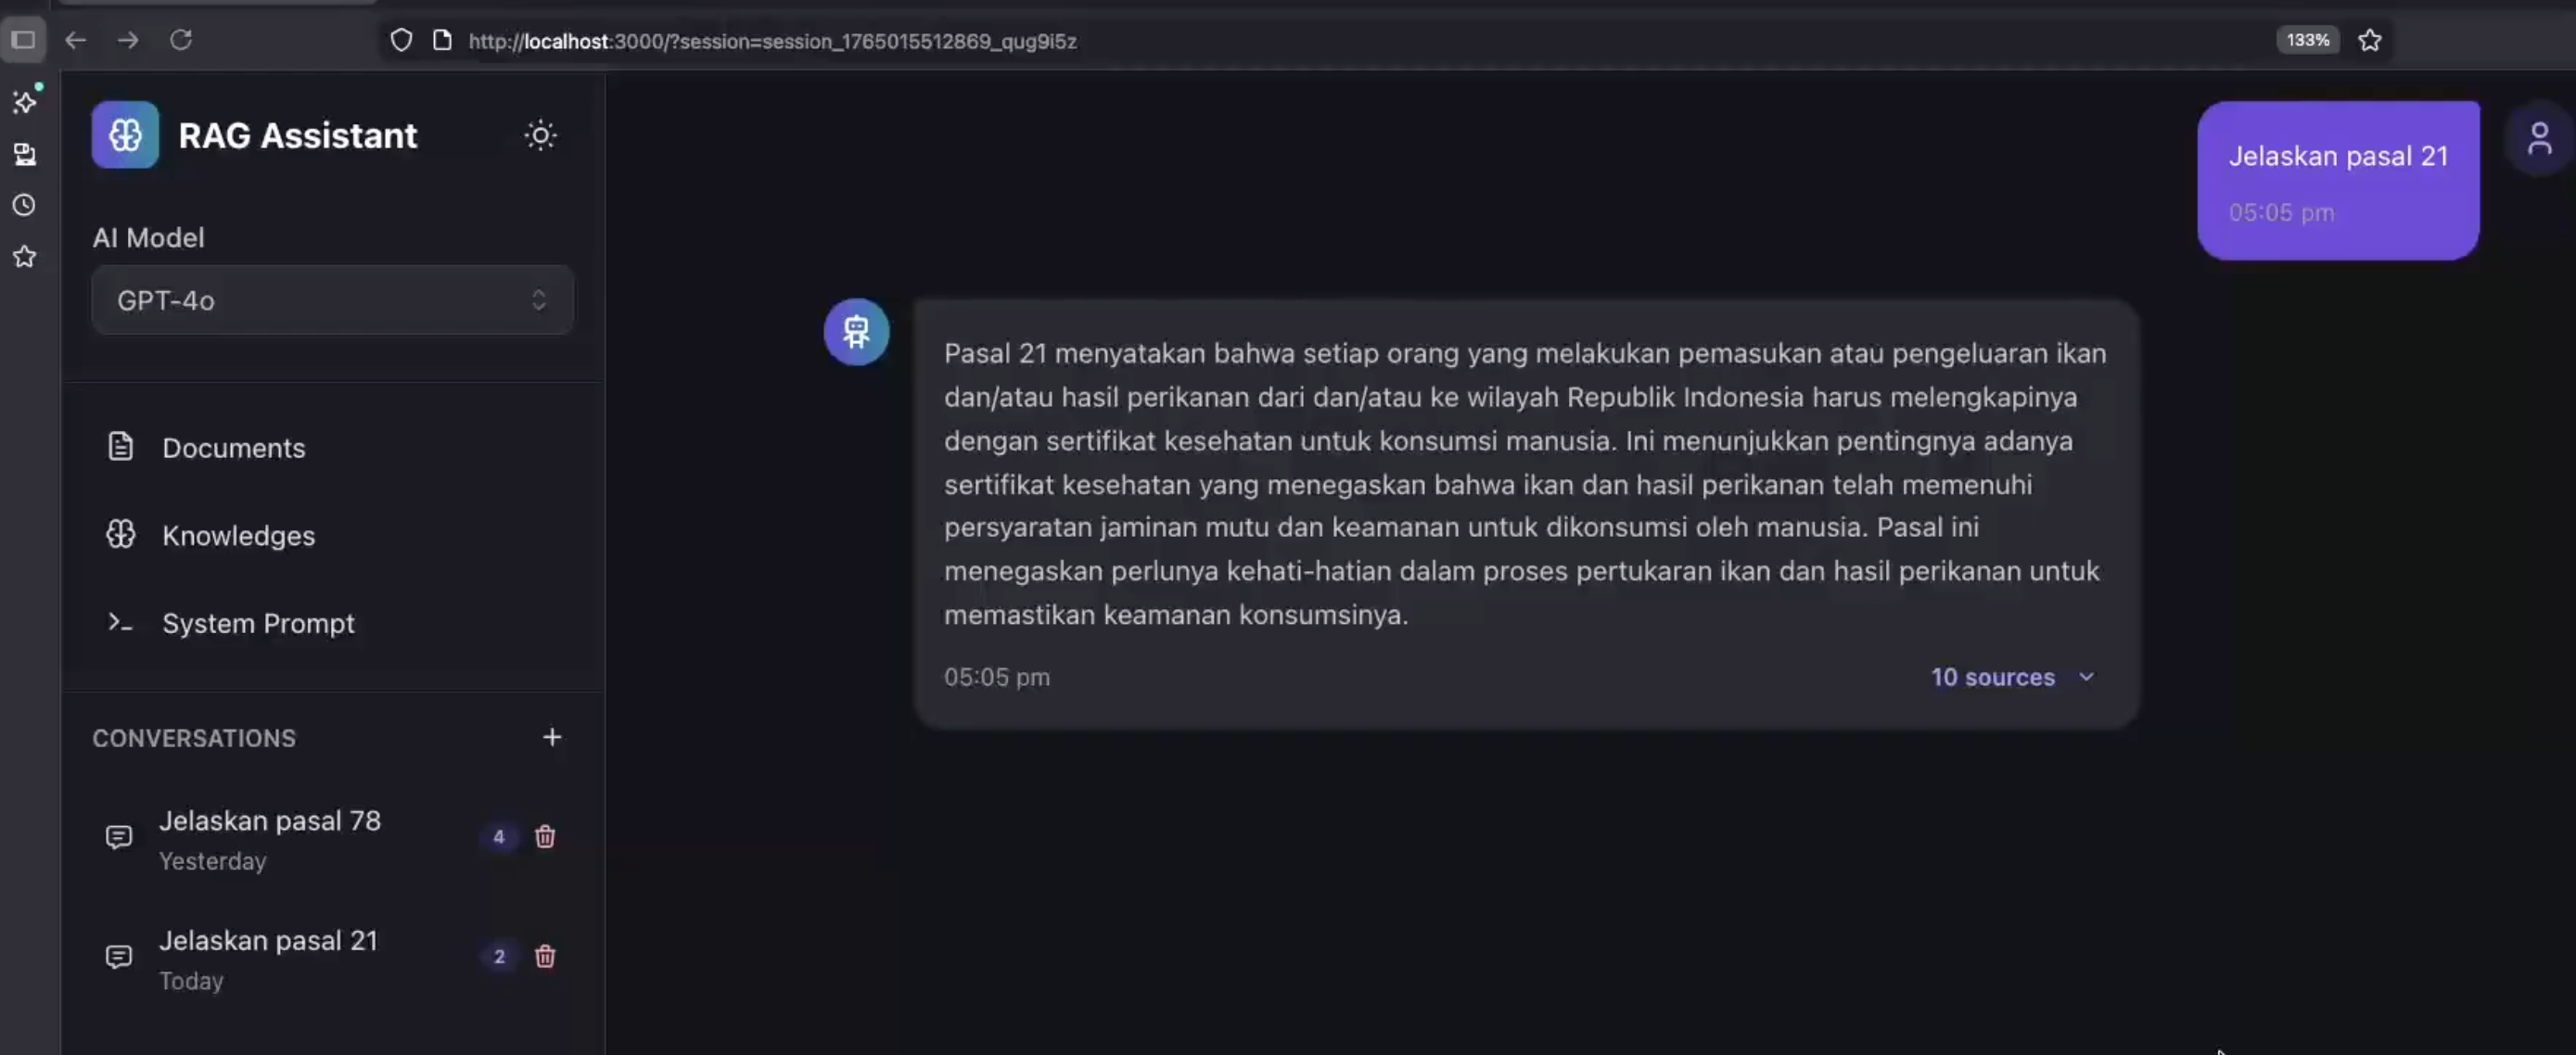 http://localhost:3000/?session=session_1765015512869_qug9i5z
133%
RAG Assistant
AI Model
GPT-4o
Documents
Knowledges
System Prompt
CONVERSATIONS
Jelaskan pasal 78
Yesterday
4
Jelaskan pasal 21
Today
2
Jelaskan pasal 21
05:05 pm
Pasal 21 menyatakan bahwa setiap orang yang melakukan pemasukan atau pengeluaran ikan
dan/atau hasil perikanan dari dan/atau ke wilayah Republik Indonesia harus melengkapinya
dengan sertifikat kesehatan untuk konsumsi manusia. Ini menunjukkan pentingnya adanya
sertifikat kesehatan yang menegaskan bahwa ikan dan hasil perikanan telah memenuhi
persyaratan jaminan mutu dan keamanan untuk dikonsumsi oleh manusia. Pasal ini
menegaskan perlunya kehati-hatian dalam proses pertukaran ikan dan hasil perikanan untuk
memastikan keamanan konsumsinya.
05:05 pm
10 sources